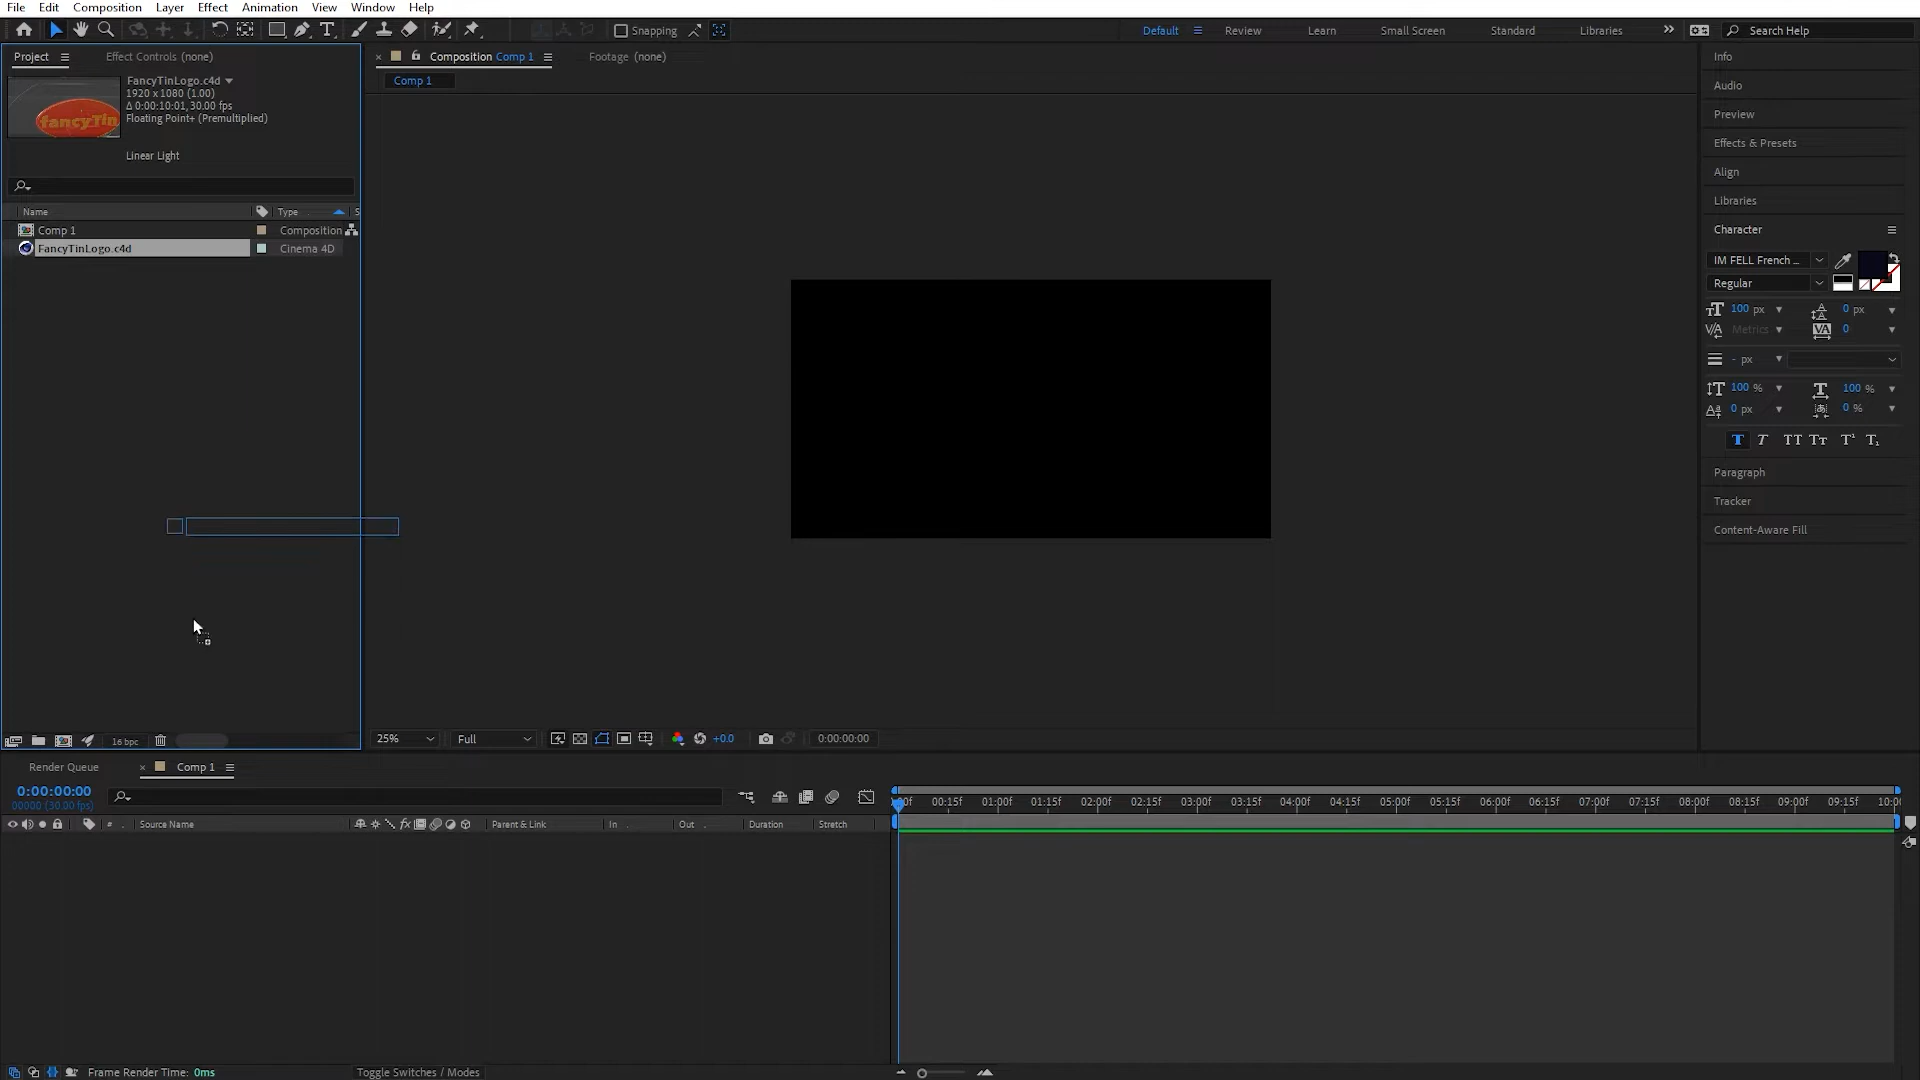 File Edit Composition Layer Effect Animation View Window Help
Snapping Default Review Learn Small Screen Standard Libraries Search Help
Project Effect Controls (none)
FancyTinLogo.c4d
1920 x 1080 (1.00)
Δ 0:00:10:01, 30.00 fps
Floating Point+ (Premultiplied)
Linear Light
fancyTin
Name Type S
Comp 1 Composition
FancyTinLogo.c4d Cinema 4D
16 bpc
Composition Comp 1 Footage (none)
Comp 1
25% Full +0.0 0:00:00:00
Info
Audio
Preview
Effects & Presets
Align
Libraries
Character
IM FELL French ...
Regular
100 px 0 px
Metrics 0
- px
100 % 100 %
0 px 0 %
T T TT Tт T¹ T₁
Paragraph
Tracker
Content-Aware Fill
Render Queue Comp 1
0:00:00:00
00000 (30.00 fps)
:00f 00:15f 01:00f 01:15f 02:00f 02:15f 03:00f 03:15f 04:00f 04:15f 05:00f 05:15f 06:00f 06:15f 07:00f 07:15f 08:00f 08:15f 09:00f 09:15f 10:0
# Source Name Parent & Link In Out Duration Stretch
Frame Render Time: 0ms Toggle Switches / Modes